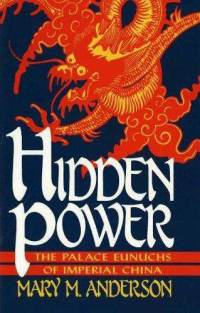 HIDDEN
POWER
THE PALACE EUNUCHS
OF IMPERIAL CHINA
MARY M. ANDERSON